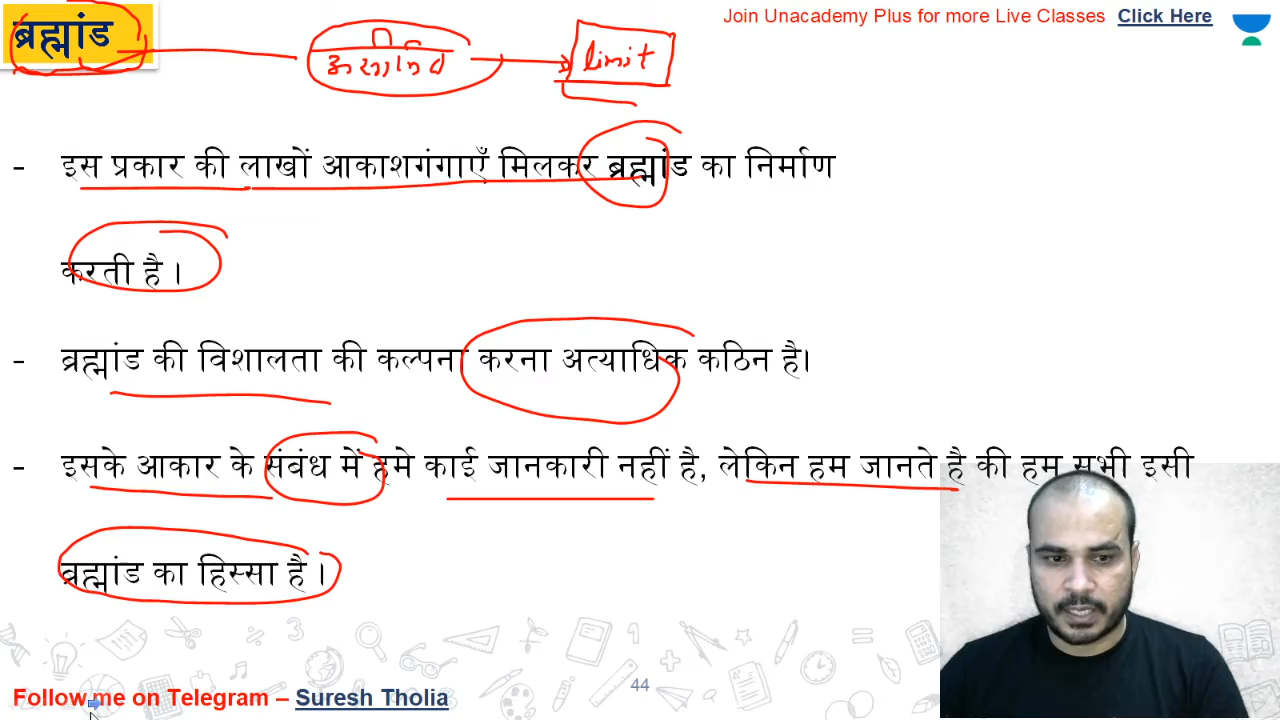 Join Unacademy Plus for more Live Classes Click Here
ब्रह्मांड
limit
- इस प्रकार की लाखों आकाशगंगाएँ मिलकर ब्रह्मांड का निर्माण
करती है ।
- ब्रह्मांड की विशालता की कल्पना करना अत्याधिक कठिन है।
- इसके आकार के संबंध में हमे काई जानकारी नहीं है, लेकिन हम जानते है की हम सभी इसी
ब्रह्मांड का हिस्सा है ।
44
Follow me on Telegram – Suresh Tholia